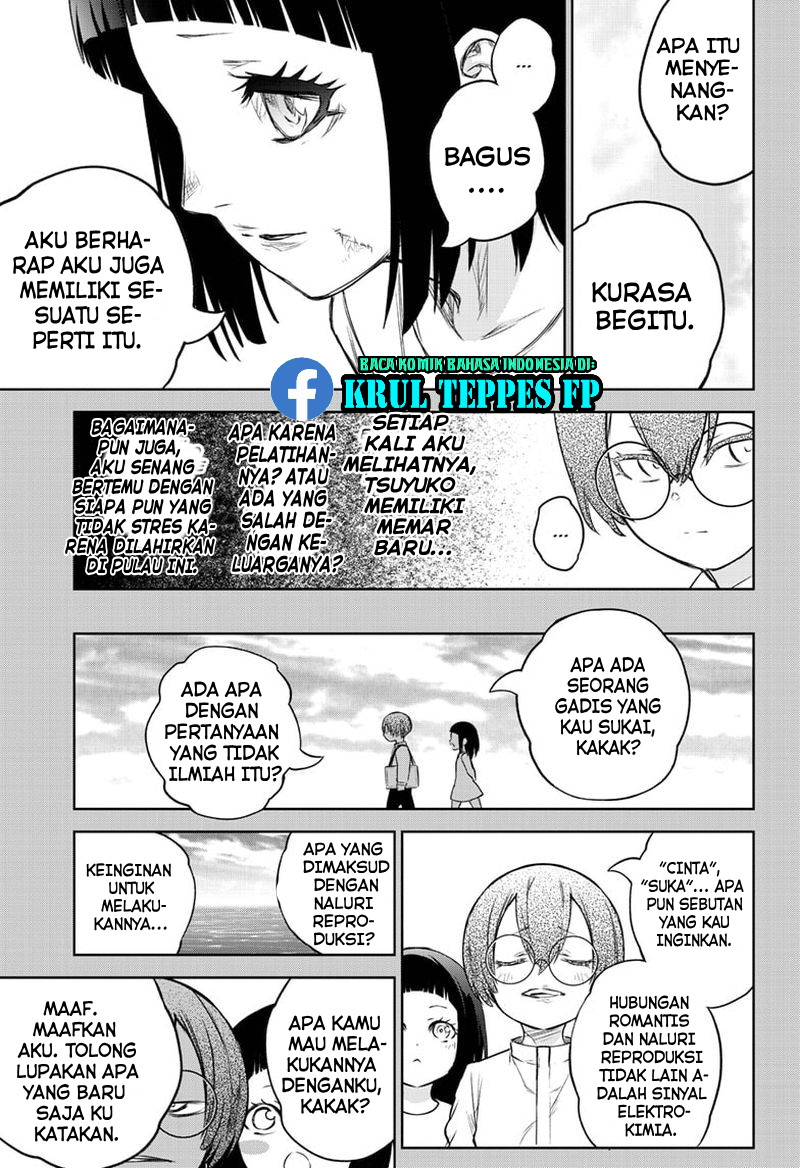 APA ITU
MENYE-
NANG-
KAN?
KURASA
BEGITU.
...
BAGUS
....
AKU BERHA-
RAP AKU JUGA
MEMILIKI SE-
SUATU SE-
PERTI ITU.
BACA KOMIK BAHASA INDONESIA DI:
f KRUL TEPPES FP
...
SETIAP
KALI AKU
MELIHATNYA,
TSUYUKO
MEMILIKI
MEMAR
BARU...
APA KARENA
PELATIHAN-
NYA? ATAU
ADA YANG
SALAH DE-
NGAN KE-
LUARGANYA?
BAGAIMANA-
PUN JUGA,
AKU SENANG
BERTEMU DENGAN
SIAPA PUN YANG
TIDAK STRES KA-
RENA DILAHIRKAN
DI PULAU INI.
APA ADA
SEORANG
GADIS YANG
KAU SUKAI,
KAKAK?
ADA APA
DENGAN
PERTANYAAN
YANG TIDAK
ILMIAH ITU?
"CINTA",
"SUKA"... APA
PUN SEBUTAN
YANG KAU
INGINKAN.
HUBUNGAN
ROMANTIS
DAN NALURI
REPRODUKSI
TIDAK LAIN A-
DALAH SINYAL
ELEKTRO-
KIMIA.
APA YANG
DIMAKSUD
DENGAN
NALURI
REPRO-
DUKSI?
KEINGINAN
UNTUK
MELAKU-
KANNYA...
APA KAMU
MAU MELA-
KUKANNYA
DENGANKU,
KAKAK?
MAAF.
MAAFKAN
AKU. TOLONG
LUPAKAN APA
YANG BARU
SAJA KU
KATAKAN.